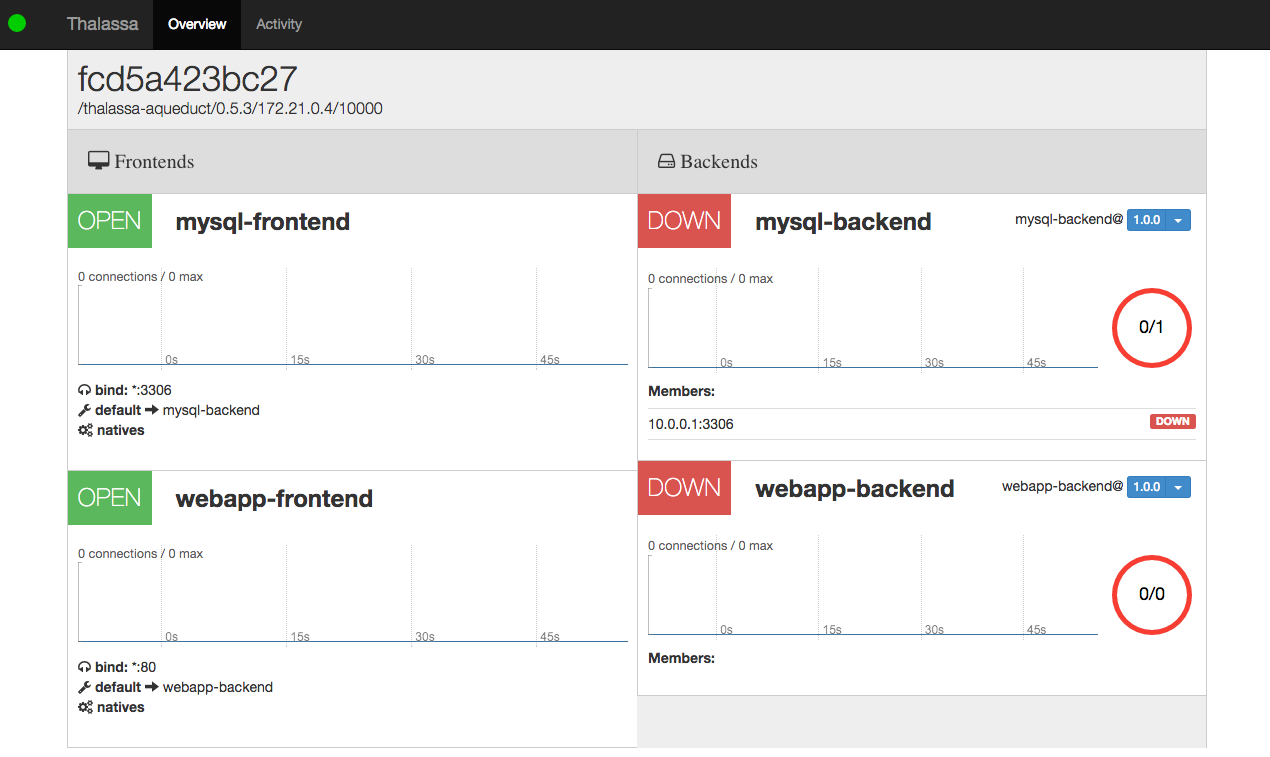 Thalassa Overview Activity
fcd5a423bc27
/thalassa-aqueduct/0.5.3/172.21.0.4/10000
Frontends
OPEN mysql-frontend
0 connections / 0 max
0s 15s 30s 45s
bind: *:3306
default mysql-backend
natives
OPEN webapp-frontend
0 connections / 0 max
0s 15s 30s 45s
bind: *:80
default webapp-backend
natives
Backends
DOWN mysql-backend mysql-backend@ 1.0.0
0 connections / 0 max
0/1
0s 15s 30s 45s
Members:
10.0.0.1:3306 DOWN
DOWN webapp-backend webapp-backend@ 1.0.0
0 connections / 0 max
0/0
0s 15s 30s 45s
Members: